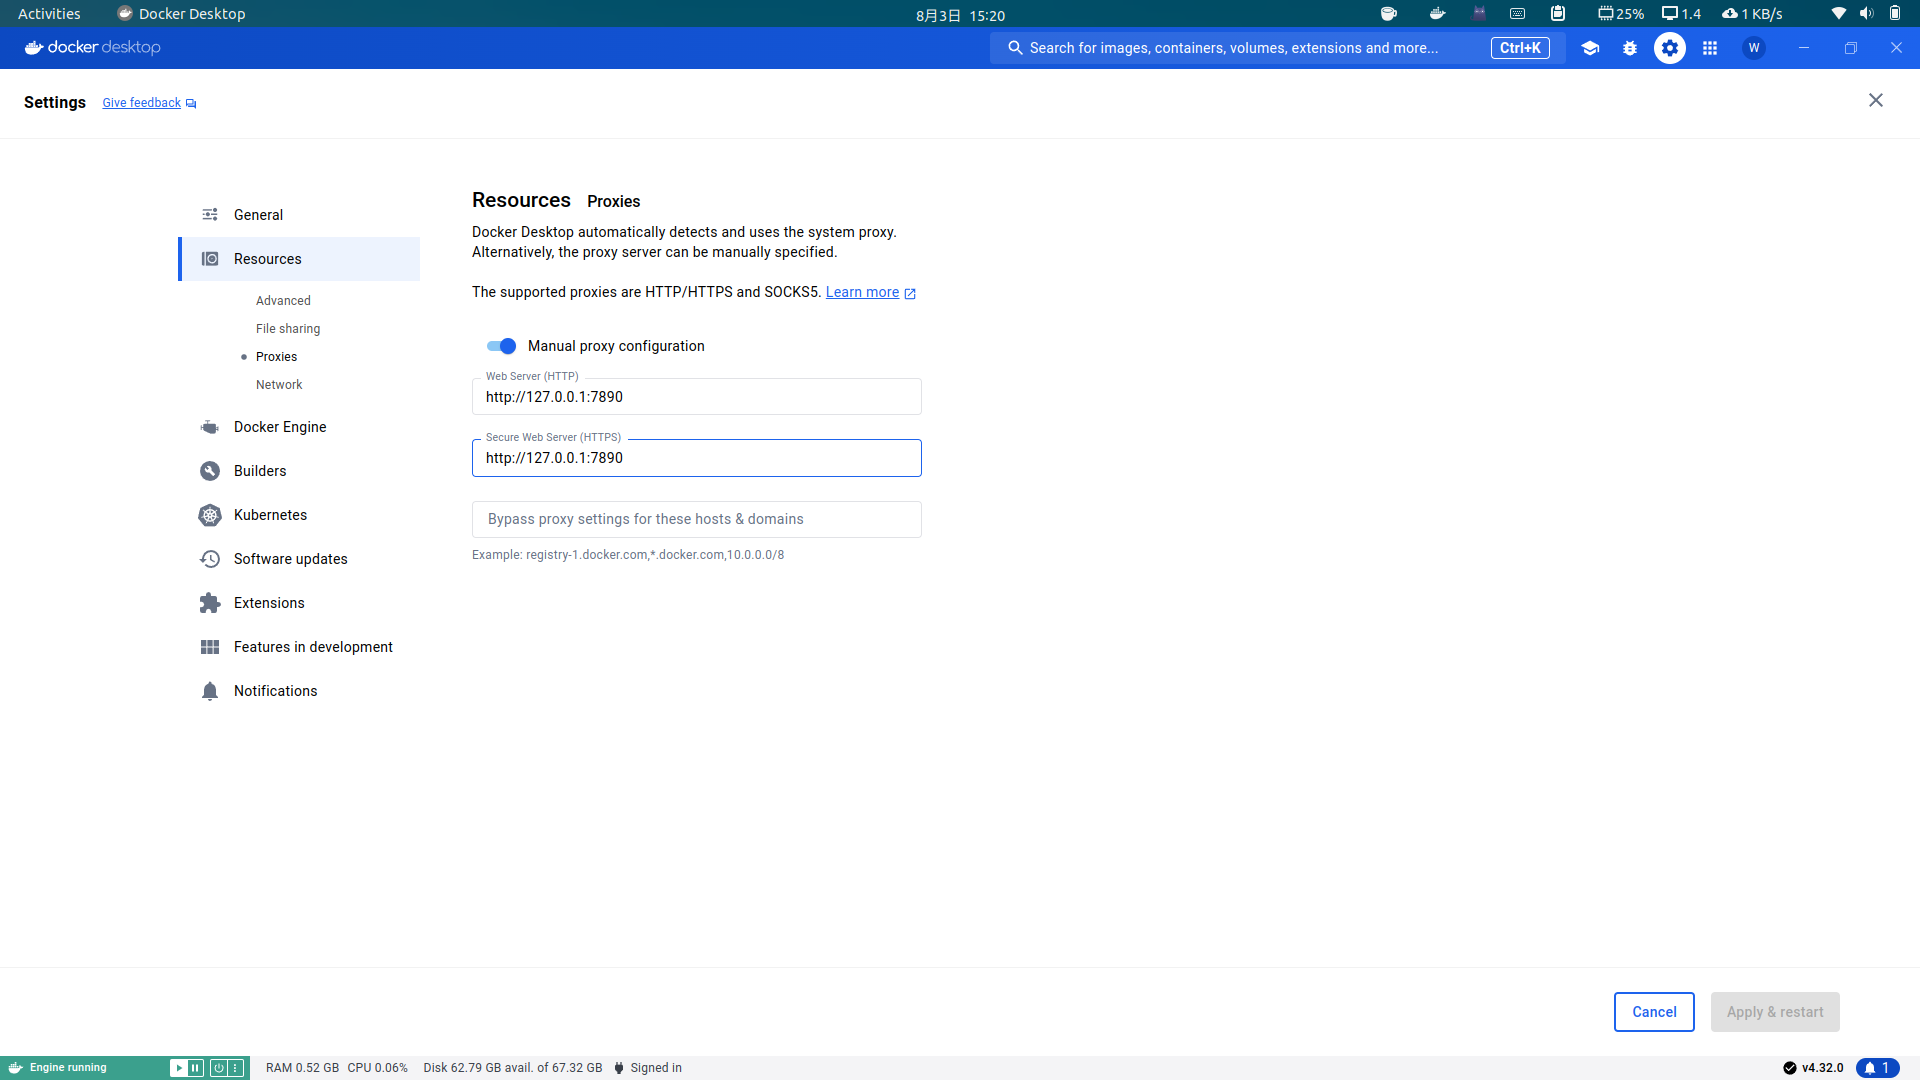 Activities
Docker Desktop
8月3日 15:20
25%
1.4
1 KB/s
docker desktop
Search for images, containers, volumes, extensions and more...
Ctrl+K
W
Settings
Give feedback
General
Resources
Advanced
File sharing
Proxies
Network
Docker Engine
Builders
Kubernetes
Software updates
Extensions
Features in development
Notifications
Resources Proxies
Docker Desktop automatically detects and uses the system proxy.
Alternatively, the proxy server can be manually specified.
The supported proxies are HTTP/HTTPS and SOCKS5. Learn more
Manual proxy configuration
Web Server (HTTP)
http://127.0.0.1:7890
Secure Web Server (HTTPS)
http://127.0.0.1:7890
Bypass proxy settings for these hosts & domains
Example: registry-1.docker.com,*.docker.com,10.0.0.0/8
Cancel
Apply & restart
Engine running
RAM 0.52 GB CPU 0.06% Disk 62.79 GB avail. of 67.32 GB Signed in
v4.32.0
1